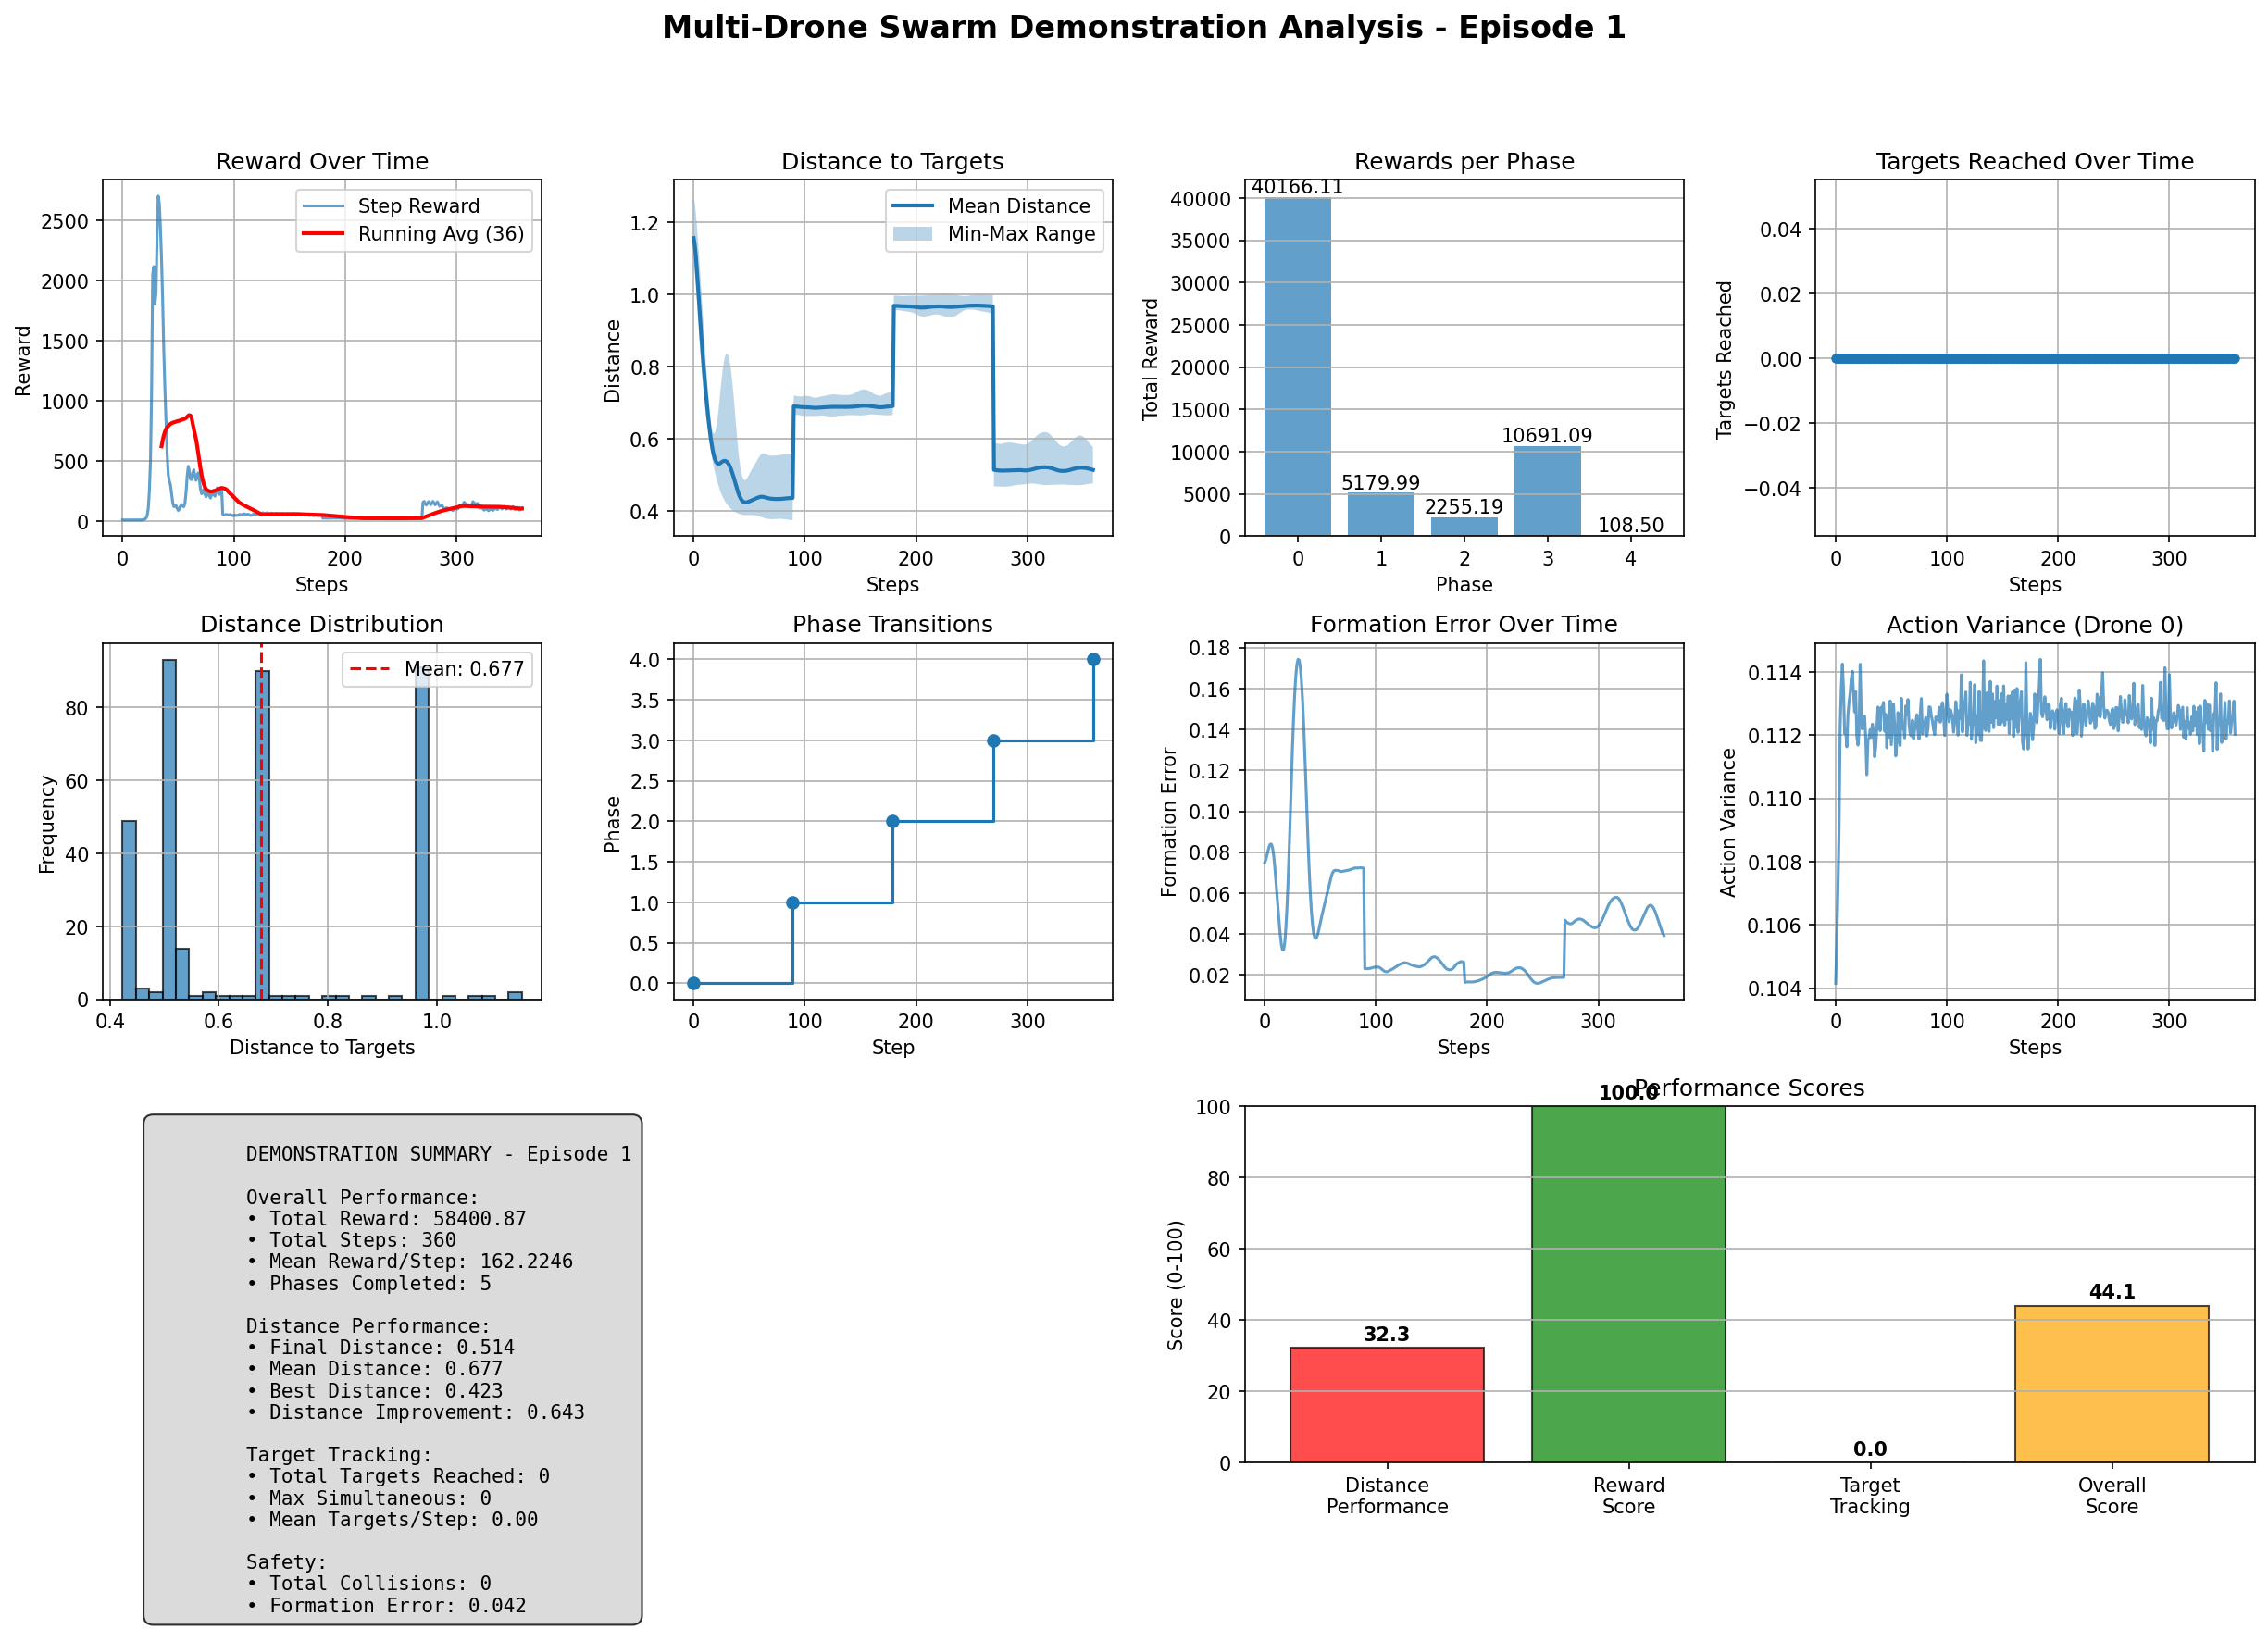 Multi-Drone Swarm Demonstration Analysis - Episode 1
Reward Over Time
Step Reward
Running Avg (36)
2500
2000
1500
1000
500
0
Reward
0 100 200 300
Steps
Distance to Targets
Mean Distance
Min-Max Range
1.2
1.0
0.8
0.6
0.4
Distance
0 100 200 300
Steps
Rewards per Phase
40166.11
5179.99
2255.19
10691.09
108.50
40000
35000
30000
25000
20000
15000
10000
5000
0
Total Reward
0 1 2 3 4
Phase
Targets Reached Over Time
0.04
0.02
0.00
−0.02
−0.04
Targets Reached
0 100 200 300
Steps
Distance Distribution
Mean: 0.677
80
60
40
20
0
Frequency
0.4 0.6 0.8 1.0
Distance to Targets
Phase Transitions
4.0
3.5
3.0
2.5
2.0
1.5
1.0
0.5
0.0
Phase
0 100 200 300
Step
Formation Error Over Time
0.18
0.16
0.14
0.12
0.10
0.08
0.06
0.04
0.02
Formation Error
0 100 200 300
Steps
Action Variance (Drone 0)
0.114
0.112
0.110
0.108
0.106
0.104
Action Variance
0 100 200 300
Steps
DEMONSTRATION SUMMARY - Episode 1
Overall Performance:
• Total Reward: 58400.87
• Total Steps: 360
• Mean Reward/Step: 162.2246
• Phases Completed: 5
Distance Performance:
• Final Distance: 0.514
• Mean Distance: 0.677
• Best Distance: 0.423
• Distance Improvement: 0.643
Target Tracking:
• Total Targets Reached: 0
• Max Simultaneous: 0
• Mean Targets/Step: 0.00
Safety:
• Total Collisions: 0
• Formation Error: 0.042
Performance Scores
100.0
32.3
0.0
44.1
100
80
60
40
20
0
Score (0-100)
Distance
Performance
Reward
Score
Target
Tracking
Overall
Score